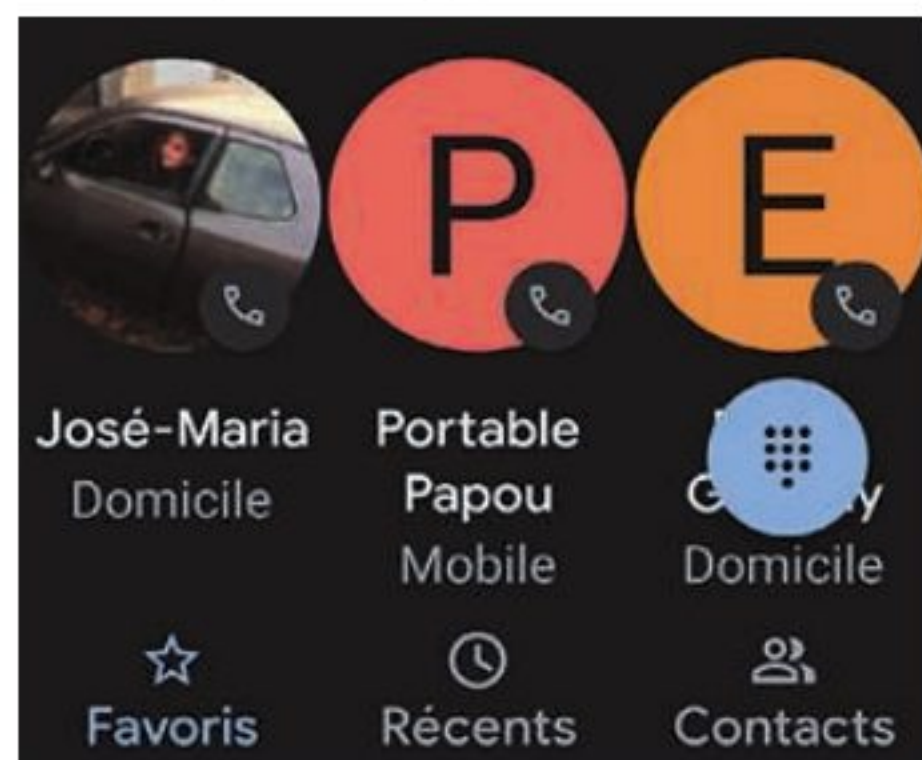 P
E
José-Maria
Portable
Papou
Domicile
Mobile
Domicile
Favoris
Récents
Contacts